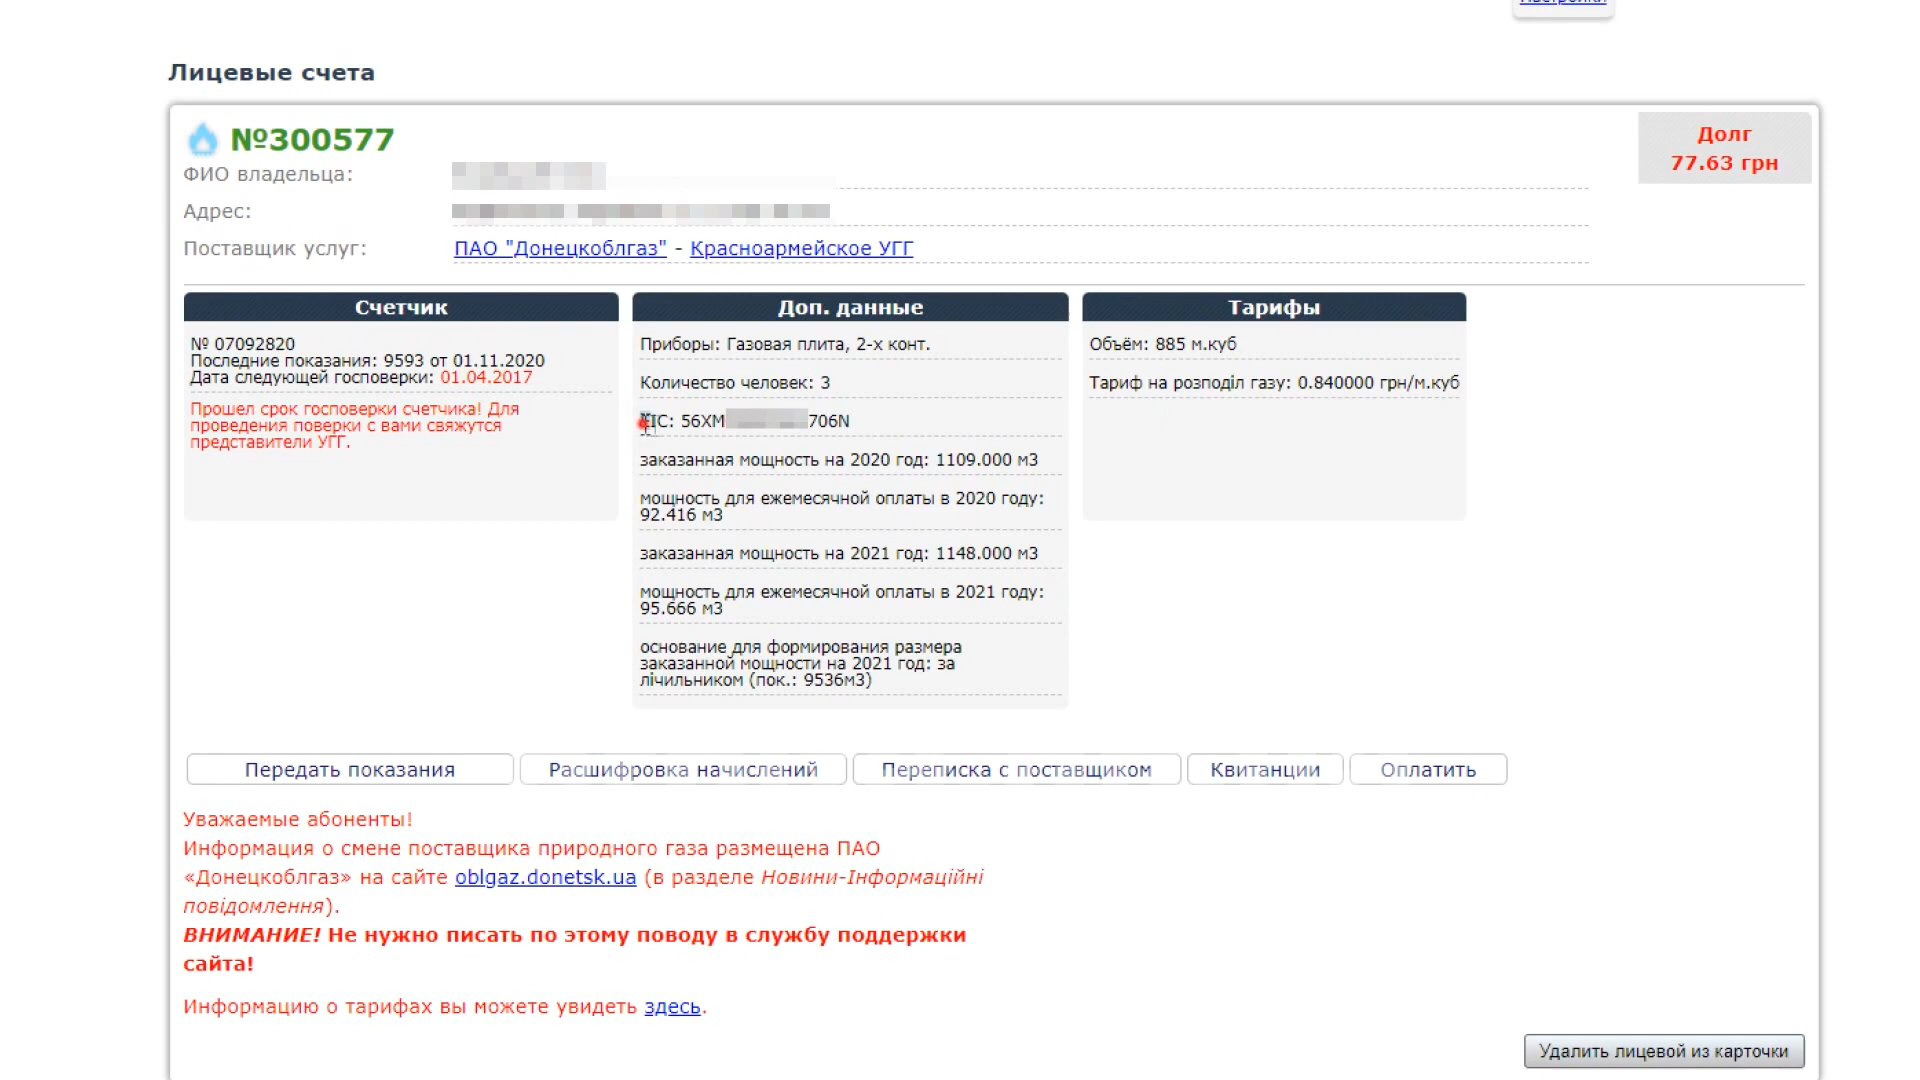 Настройки
Лицевые счета
№300577
Долг
77.63 грн
ФИО владельца:
Адрес:
Поставщик услуг: ПАО "Донецкоблгаз" - Красноармейское УГГ
Счетчик
№ 07092820
Последние показания: 9593 от 01.11.2020
Дата следующей госповерки: 01.04.2017
Прошел срок госповерки счетчика! Для
проведения поверки с вами свяжутся
представители УГГ.
Доп. данные
Приборы: Газовая плита, 2-х конт.
Количество человек: 3
EIC: 56XM 706N
заказанная мощность на 2020 год: 1109.000 м3
мощность для ежемесячной оплаты в 2020 году:
92.416 м3
заказанная мощность на 2021 год: 1148.000 м3
мощность для ежемесячной оплаты в 2021 году:
95.666 м3
основание для формирования размера
заказанной мощности на 2021 год: за
лічильником (пок.: 9536м3)
Тарифы
Объём: 885 м.куб
Тариф на розподіл газу: 0.840000 грн/м.куб
Передать показания
Расшифровка начислений
Переписка с поставщиком
Квитанции
Оплатить
Уважаемые абоненты!
Информация о смене поставщика природного газа размещена ПАО
«Донецкоблгаз» на сайте oblgaz.donetsk.ua (в разделе Новини-Інформаційні
повідомлення).
ВНИМАНИЕ! Не нужно писать по этому поводу в службу поддержки
сайта!
Информацию о тарифах вы можете увидеть здесь.
Удалить лицевой из карточки